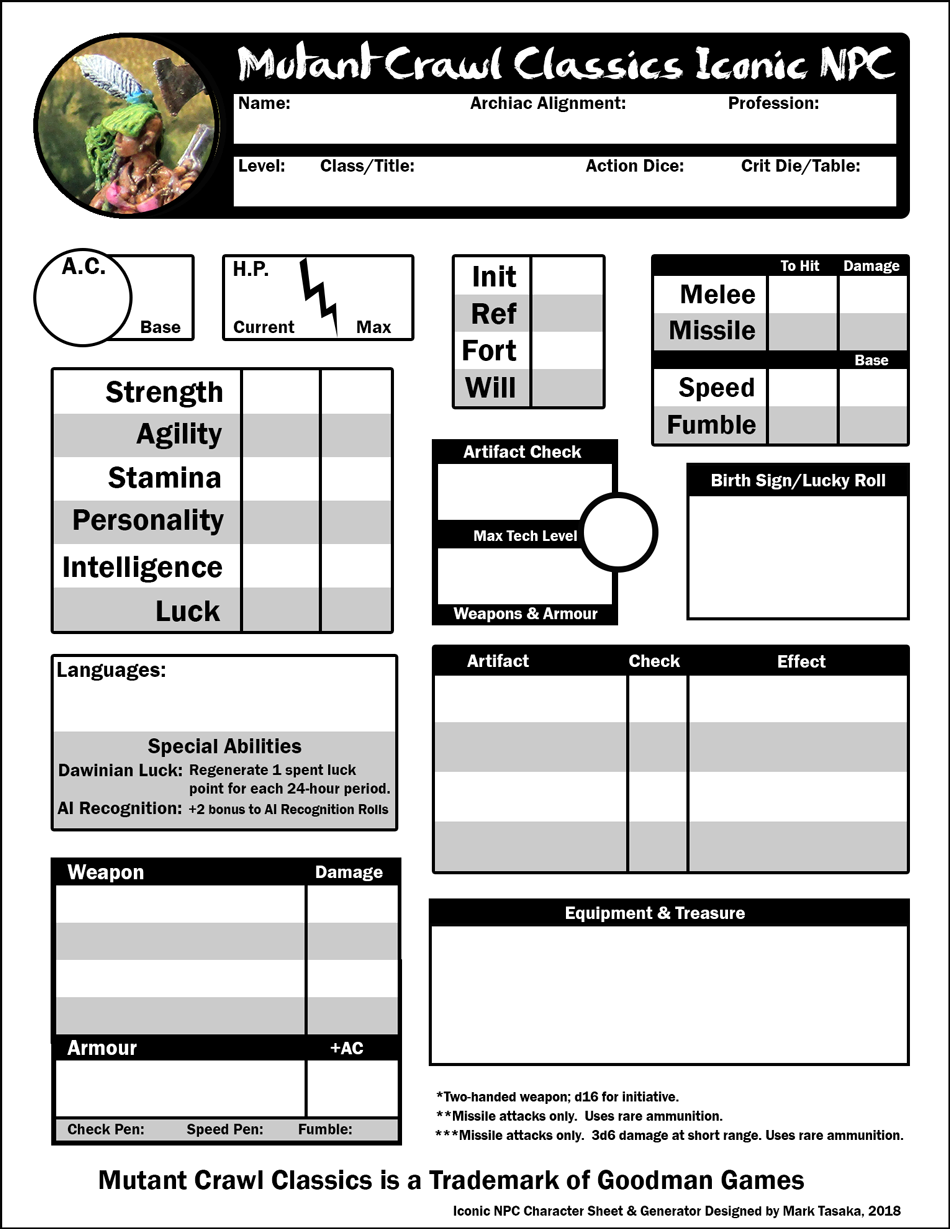 Mutant Crawl Classics Iconic NPC
Name: Archiac Alignment: Profession:
Level: Class/Title: Action Dice: Crit Die/Table:
A.C.
Base
H.P.
Current Max
Init
Ref
Fort
Will
To Hit Damage
Melee
Missile
Base
Speed
Fumble
Strength
Agility
Stamina
Personality
Intelligence
Luck
Artifact Check
Max Tech Level
Weapons & Armour
Birth Sign/Lucky Roll
Languages:
Special Abilities
Dawinian Luck: Regenerate 1 spent luck
point for each 24-hour period.
AI Recognition: +2 bonus to AI Recognition Rolls
Artifact Check Effect
Weapon Damage
Armour +AC
Check Pen: Speed Pen: Fumble:
Equipment & Treasure
*Two-handed weapon; d16 for initiative.
**Missile attacks only. Uses rare ammunition.
***Missile attacks only. 3d6 damage at short range. Uses rare ammunition.
Mutant Crawl Classics is a Trademark of Goodman Games
Iconic NPC Character Sheet & Generator Designed by Mark Tasaka, 2018